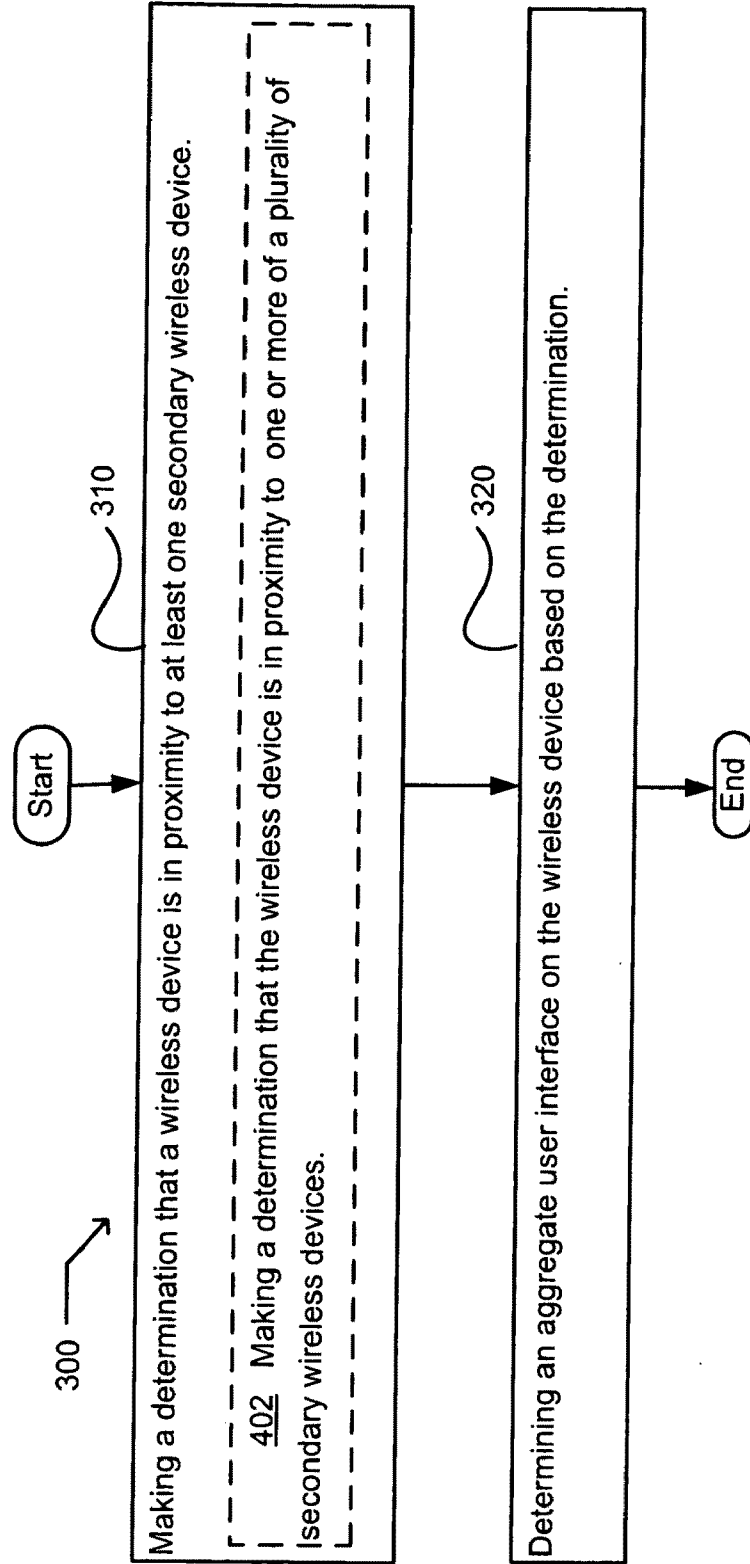 300
Start
310
Making a determination that a wireless device is in proximity to at least one secondary wireless device.
402 Making a determination that the wireless device is in proximity to one or more of a plurality of
secondary wireless devices.
320
Determining an aggregate user interface on the wireless device based on the determination.
End